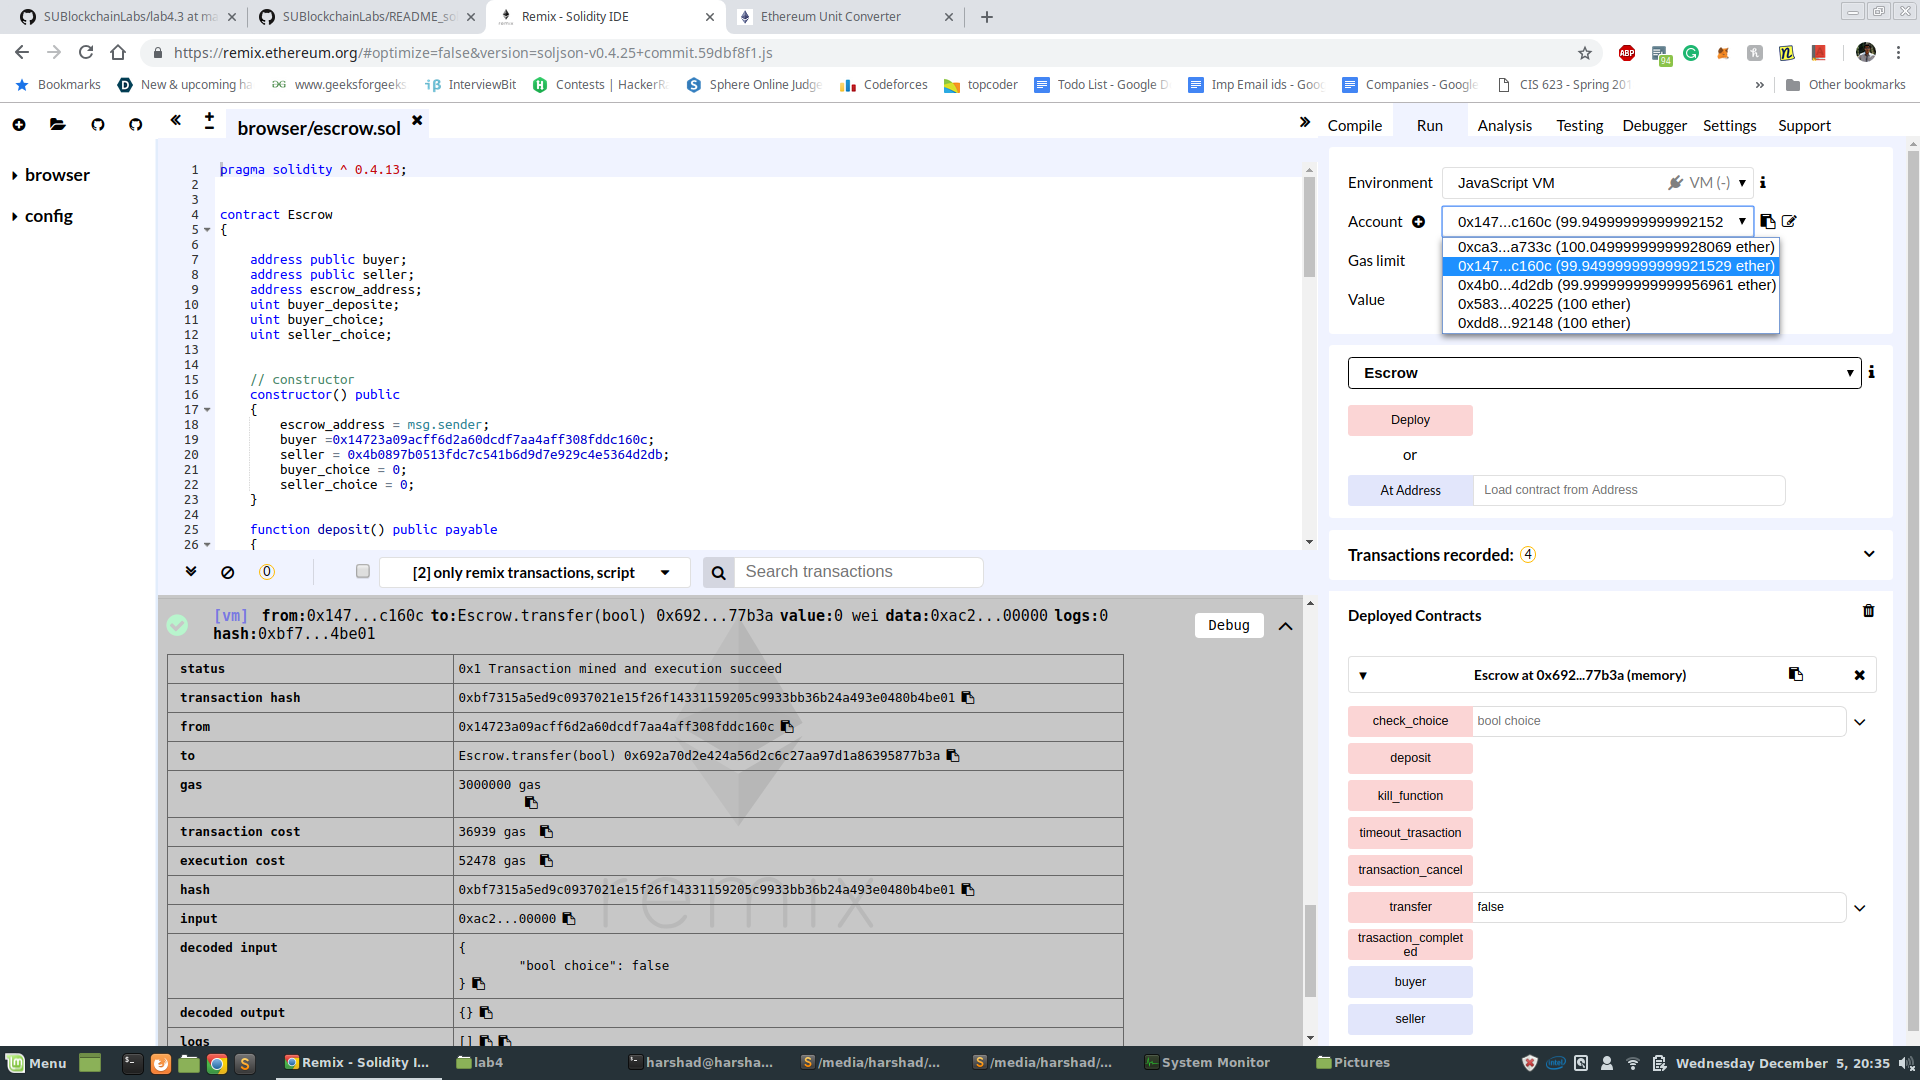 SUBlockchainLabs/lab4.3 at ma
SUBlockchainLabs/README_so
Remix - Solidity IDE
Ethereum Unit Converter
https://remix.ethereum.org/#optimize=false&version=soljson-v0.4.25+commit.59dbf8f1.js
ABP
94
Bookmarks
New & upcoming ha
www.geeksforgeeks
InterviewBit
Contests | HackerRa
Sphere Online Judge
Codeforces
topcoder
Todo List - Google D
Imp Email ids - Goog
Companies - Google
CIS 623 - Spring 201
»
Other bookmarks
browser/escrow.sol
browser
config
1 pragma solidity ^ 0.4.13;
2
3
4 contract Escrow
5 {
6
7 address public buyer;
8 address public seller;
9 address escrow_address;
10 uint buyer_deposite;
11 uint buyer_choice;
12 uint seller_choice;
13
14
15 // constructor
16 constructor() public
17 {
18 escrow_address = msg.sender;
19 buyer =0x14723a09acff6d2a60dcdf7aa4aff308fddc160c;
20 seller = 0x4b0897b0513fdc7c541b6d9d7e929c4e5364d2db;
21 buyer_choice = 0;
22 seller_choice = 0;
23 }
24
25 function deposit() public payable
26 {
0
[2] only remix transactions, script
Search transactions
[vm] from:0x147...c160c to:Escrow.transfer(bool) 0x692...77b3a value:0 wei data:0xac2...00000 logs:0
hash:0xbf7...4be01
Debug
status 0x1 Transaction mined and execution succeed
transaction hash 0xbf7315a5ed9c0937021e15f26f14331159205c9933bb36b24a493e0480b4be01
from 0x14723a09acff6d2a60dcdf7aa4aff308fddc160c
to Escrow.transfer(bool) 0x692a70d2e424a56d2c6c27aa97d1a86395877b3a
gas 3000000 gas
transaction cost 36939 gas
execution cost 52478 gas
hash 0xbf7315a5ed9c0937021e15f26f14331159205c9933bb36b24a493e0480b4be01
input 0xac2...00000
decoded input {
"bool choice": false
}
decoded output {}
logs []
remix
Compile
Run
Analysis
Testing
Debugger
Settings
Support
Environment
JavaScript VM
VM (-)
Account
0x147...c160c (99.94999999999992152
0xca3...a733c (100.04999999999928069 ether)
0x147...c160c (99.949999999999921529 ether)
0x4b0...4d2db (99.999999999999956961 ether)
0x583...40225 (100 ether)
0xdd8...92148 (100 ether)
Gas limit
Value
Escrow
Deploy
or
At Address
Load contract from Address
Transactions recorded: 4
Deployed Contracts
Escrow at 0x692...77b3a (memory)
check_choice
bool choice
deposit
kill_function
timeout_trasaction
transaction_cancel
transfer
false
trasaction_complet
ed
buyer
seller
Menu
Remix - Solidity I...
lab4
harshad@harsha...
/media/harshad/...
/media/harshad/...
System Monitor
Pictures
Wednesday December 5, 20:35